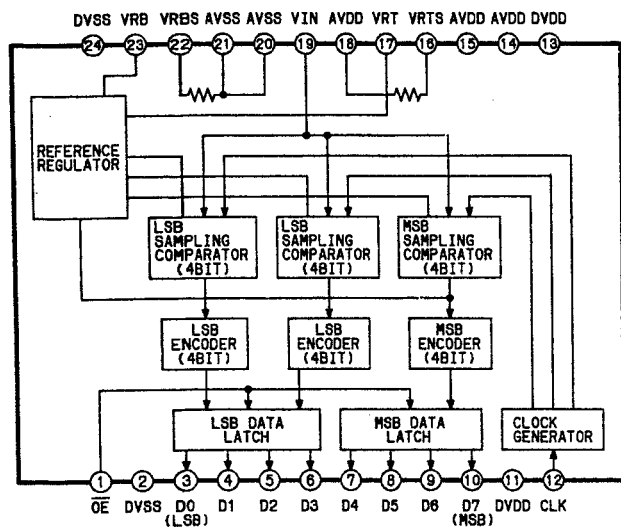 DVSS VRB VRBS AVSS AVSS VIN AVDD VRT VRTS AVDD AVDD DVDD
24 23 22 21 20 19 18 17 16 15 14 13
REFERENCE
REGULATOR
LSB
SAMPLING
COMPARATOR
(4BIT)
LSB
SAMPLING
COMPARATOR
(4BIT)
MSB
SAMPLING
COMPARATOR
(4BIT)
LSB
ENCODER
(4BIT)
LSB
ENCODER
(4BIT)
MSB
ENCODER
(4BIT)
LSB DATA
LATCH
MSB DATA
LATCH
CLOCK
GENERATOR
1 2 3 4 5 6 7 8 9 10 11 12
OE DVSS D0 D1 D2 D3 D4 D5 D6 D7 DVDD CLK
(LSB) (MSB)